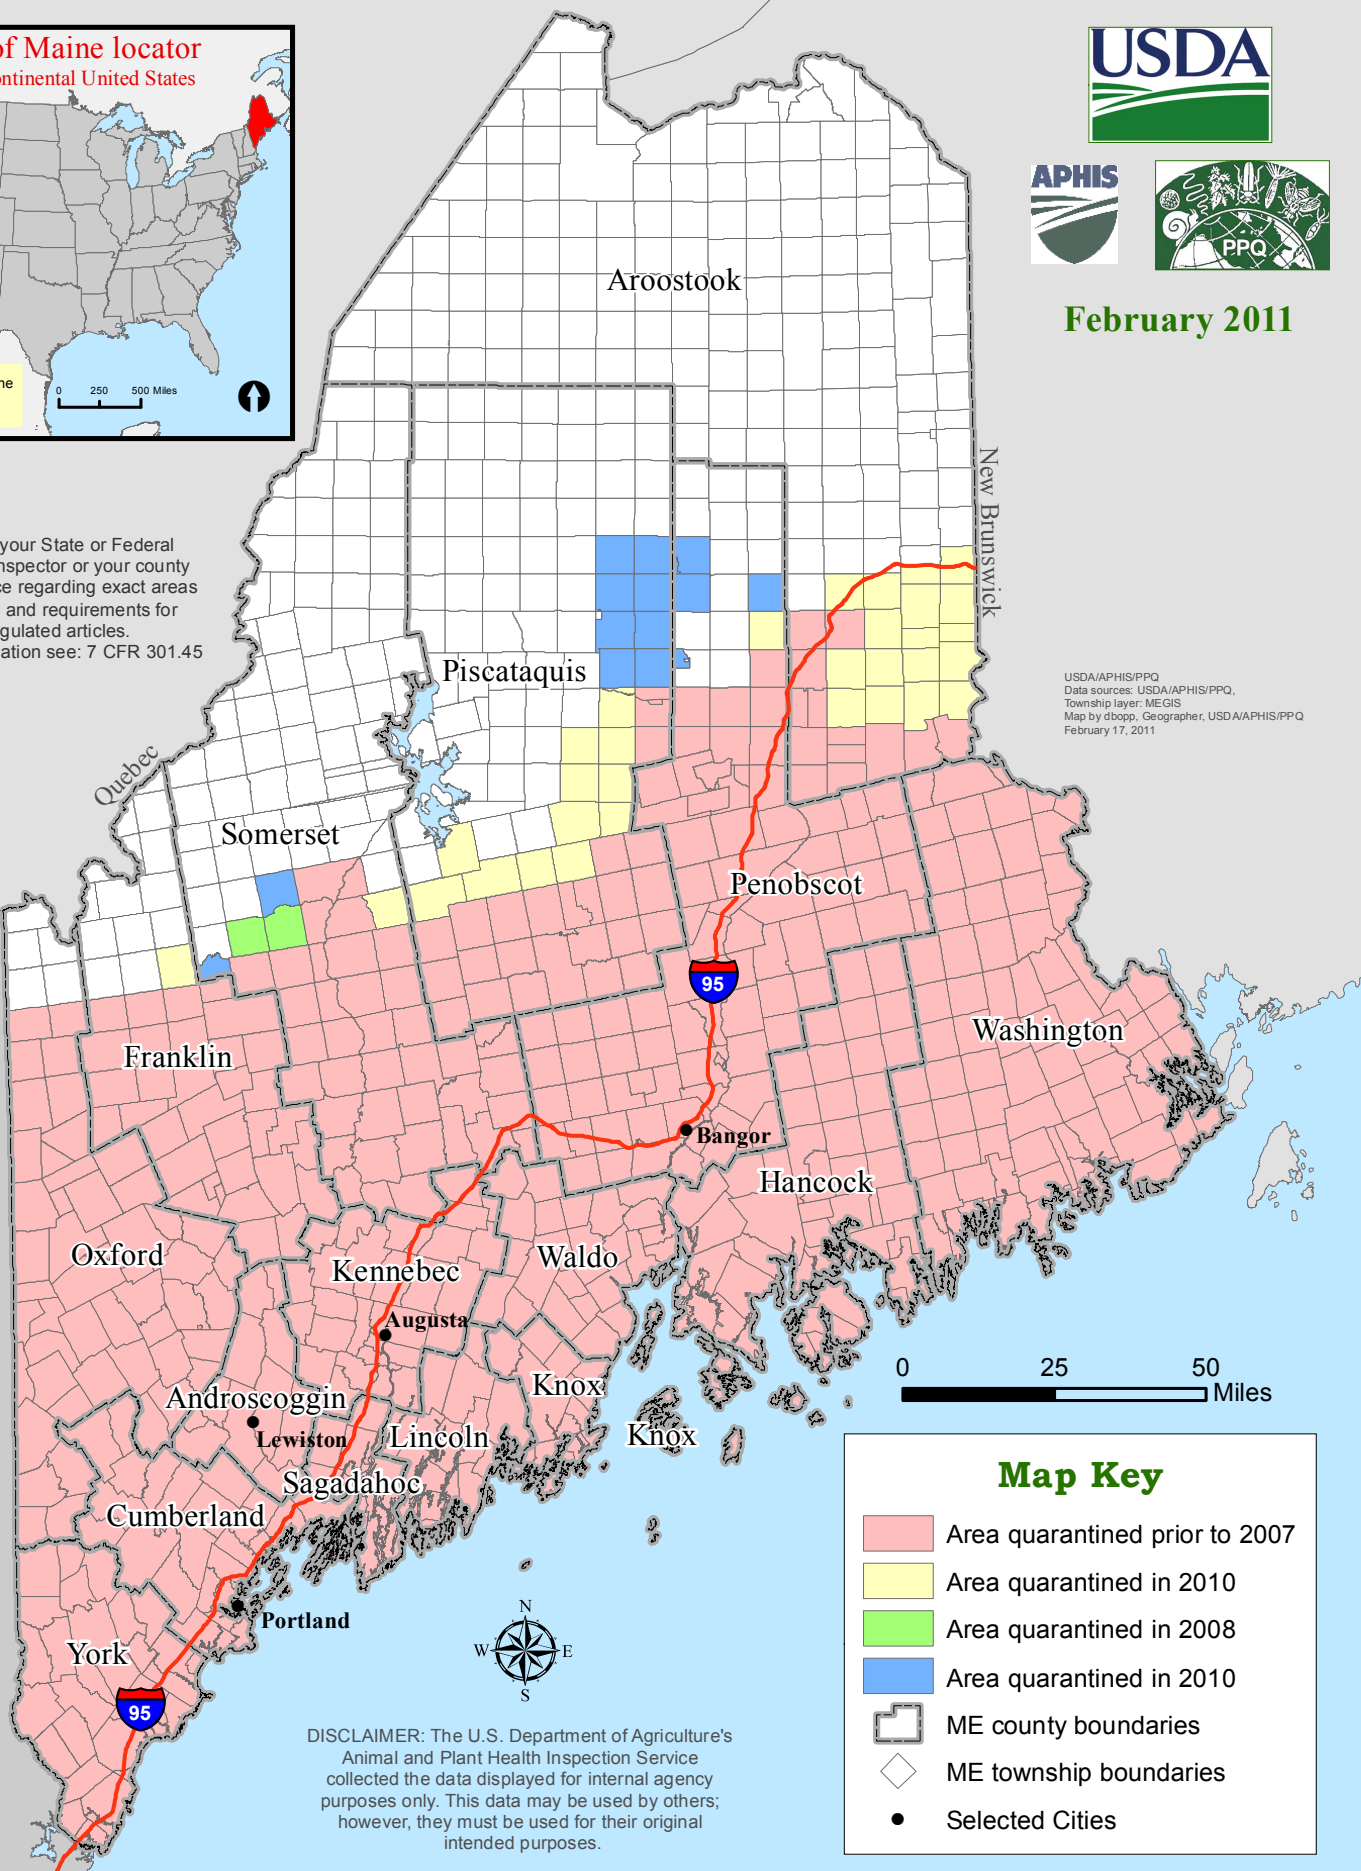 of Maine locator
ontinental United States
ne
0 250 500 Miles
USDA
APHIS
PPQ
February 2011
your State or Federal
nspector or your county
ce regarding exact areas
and requirements for
gulated articles.
ation see: 7 CFR 301.45
USDA/APHIS/PPQ
Data sources: USDA/APHIS/PPQ,
Township layer: MEGIS
Map by dbopp, Geographer, USDA/APHIS/PPQ
February 17, 2011
Aroostook
New Brunswick
Piscataquis
Quebec
Somerset
Penobscot
95
Washington
Franklin
Bangor
Hancock
Oxford
Kennebec
Waldo
Augusta
Androscoggin
Knox
Lewiston
Lincoln
Knox
Sagadahoc
Cumberland
Portland
York
95
N
W E
S
0 25 50
Miles
Map Key
Area quarantined prior to 2007
Area quarantined in 2010
Area quarantined in 2008
Area quarantined in 2010
ME county boundaries
ME township boundaries
Selected Cities
DISCLAIMER: The U.S. Department of Agriculture's
Animal and Plant Health Inspection Service
collected the data displayed for internal agency
purposes only. This data may be used by others;
however, they must be used for their original
intended purposes.